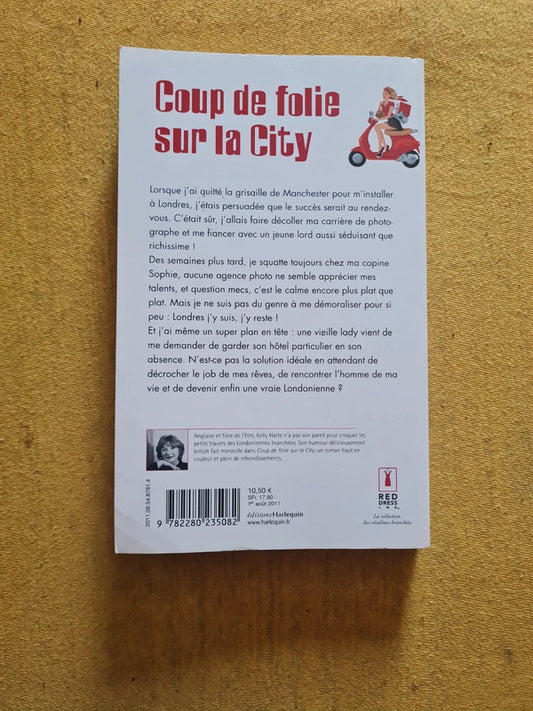 Coup de folie
sur la City
Lorsque j'ai quitté la grisaille de Manchester pour m'installer
à Londres, j'étais persuadée que le succès serait au rendez-
vous. C'était sûr, j'allais faire décoller ma carrière de photo-
graphe et me fiancer avec un jeune lord aussi séduisant que
richissime !
Des semaines plus tard, je squatte toujours chez ma copine
Sophie, aucune agence photo ne semble apprécier mes
talents, et question mecs, c'est le calme encore plus plat que
plat. Mais je ne suis pas du genre à me démoraliser pour si
peu : Londres j'y suis, j'y reste !
Et j'ai même un super plan en tête : une vieille lady vient de
me demander de garder son hôtel particulier en son
absence. N'est-ce pas la solution idéale en attendant de
décrocher le job de mes rêves, de rencontrer l'homme de ma
vie et de devenir enfin une vraie Londonienne ?
Anglaise et fière de l'être, Kelly Harte n'a pas son pareil pour croquer les
petits travers des Londoniennes branchées. Son humour délicieusement
british fait merveille dans Coup de folie sur la City, un roman haut en
couleur et plein de rebondissements.
2011.08.54.8781.4
9 782280 235082
10,50 €
SFr. 17.90
1er août 2011
éditionsHarlequin
www.harlequin.fr
RED
DRESS
INK
La collection
des citadines branchées